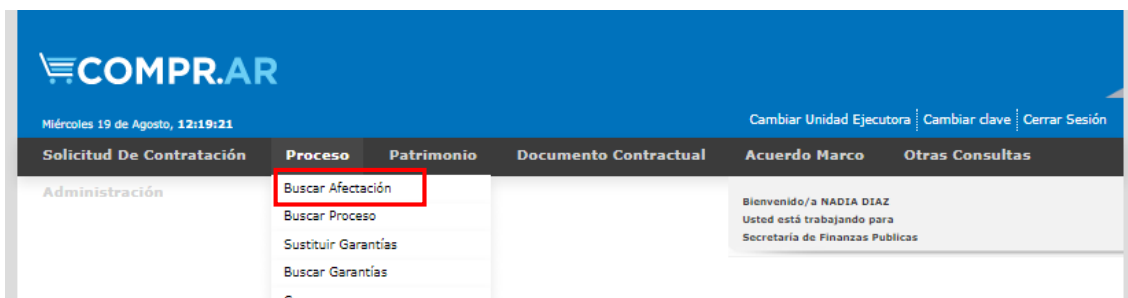 COMPR.AR
Miércoles 19 de Agosto, 12:19:21
Cambiar Unidad Ejecutora Cambiar clave Cerrar Sesión
Solicitud De Contratación Proceso Patrimonio Documento Contractual Acuerdo Marco Otras Consultas
Administración
Buscar Afectación
Buscar Proceso
Sustituir Garantías
Buscar Garantías
Bienvenido/a NADIA DIAZ
Usted está trabajando para
Secretaría de Finanzas Publicas